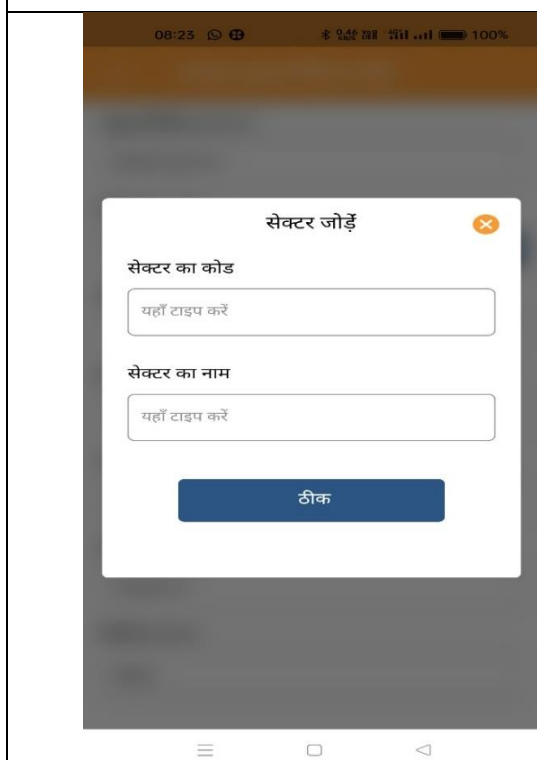 08:23 100%
सेक्टर जोड़ें
सेक्टर का कोड
यहाँ टाइप करें
सेक्टर का नाम
यहाँ टाइप करें
ठीक